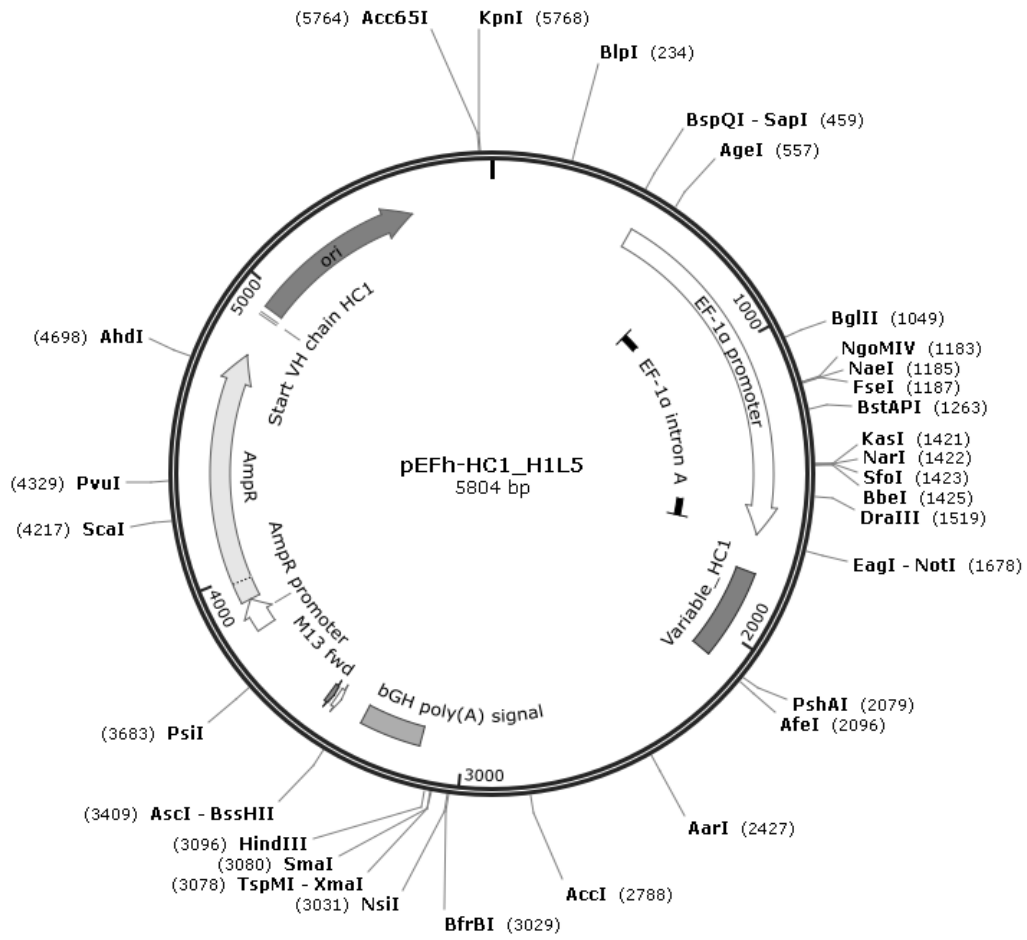 (5764) Acc65I
KpnI (5768)
BlpI (234)
BspQI - SapI (459)
AgeI (557)
BglII (1049)
NgoMIV (1183)
NaeI (1185)
FseI (1187)
BstAPI (1263)
KasI (1421)
NarI (1422)
SfoI (1423)
BbeI (1425)
DraIII (1519)
EagI - NotI (1678)
PshAI (2079)
AfeI (2096)
AarI (2427)
AccI (2788)
BfrBI (3029)
(3031) NsiI
(3078) TspMI - XmaI
(3080) SmaI
(3096) HindIII
(3409) AscI - BssHII
(3683) PsiI
(4217) ScaI
(4329) PvuI
(4698) AhdI
1000
2000
3000
4000
5000
ori
Start VH chain HC1
EF-1α promoter
EF-1α intron A
AmpR
AmpR promoter
M13 fwd
bGH poly(A) signal
Variable_HC1
pEFh-HC1_H1L5
5804 bp